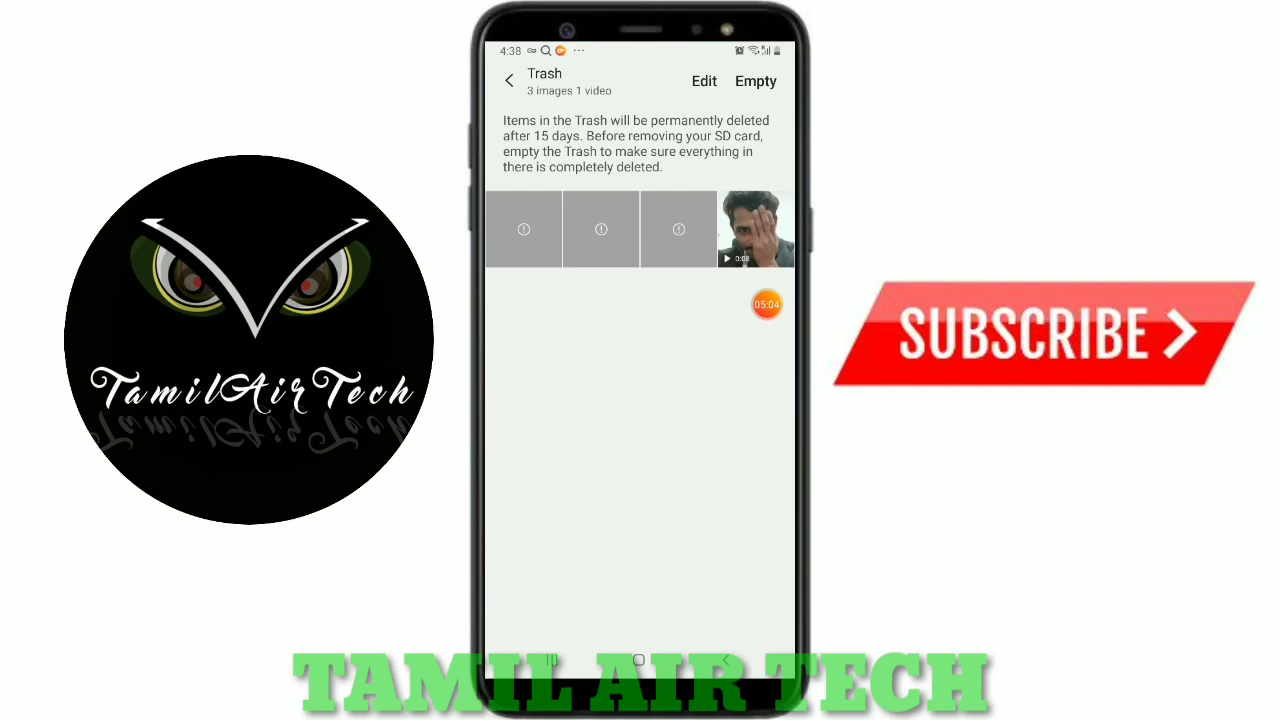 4:38
Trash
3 images 1 video
Edit
Empty
Items in the Trash will be permanently deleted
after 15 days. Before removing your SD card,
empty the Trash to make sure everything in
there is completely deleted.
0:08
05:04
TamilAirTech
SUBSCRIBE
TAMIL AIR TECH